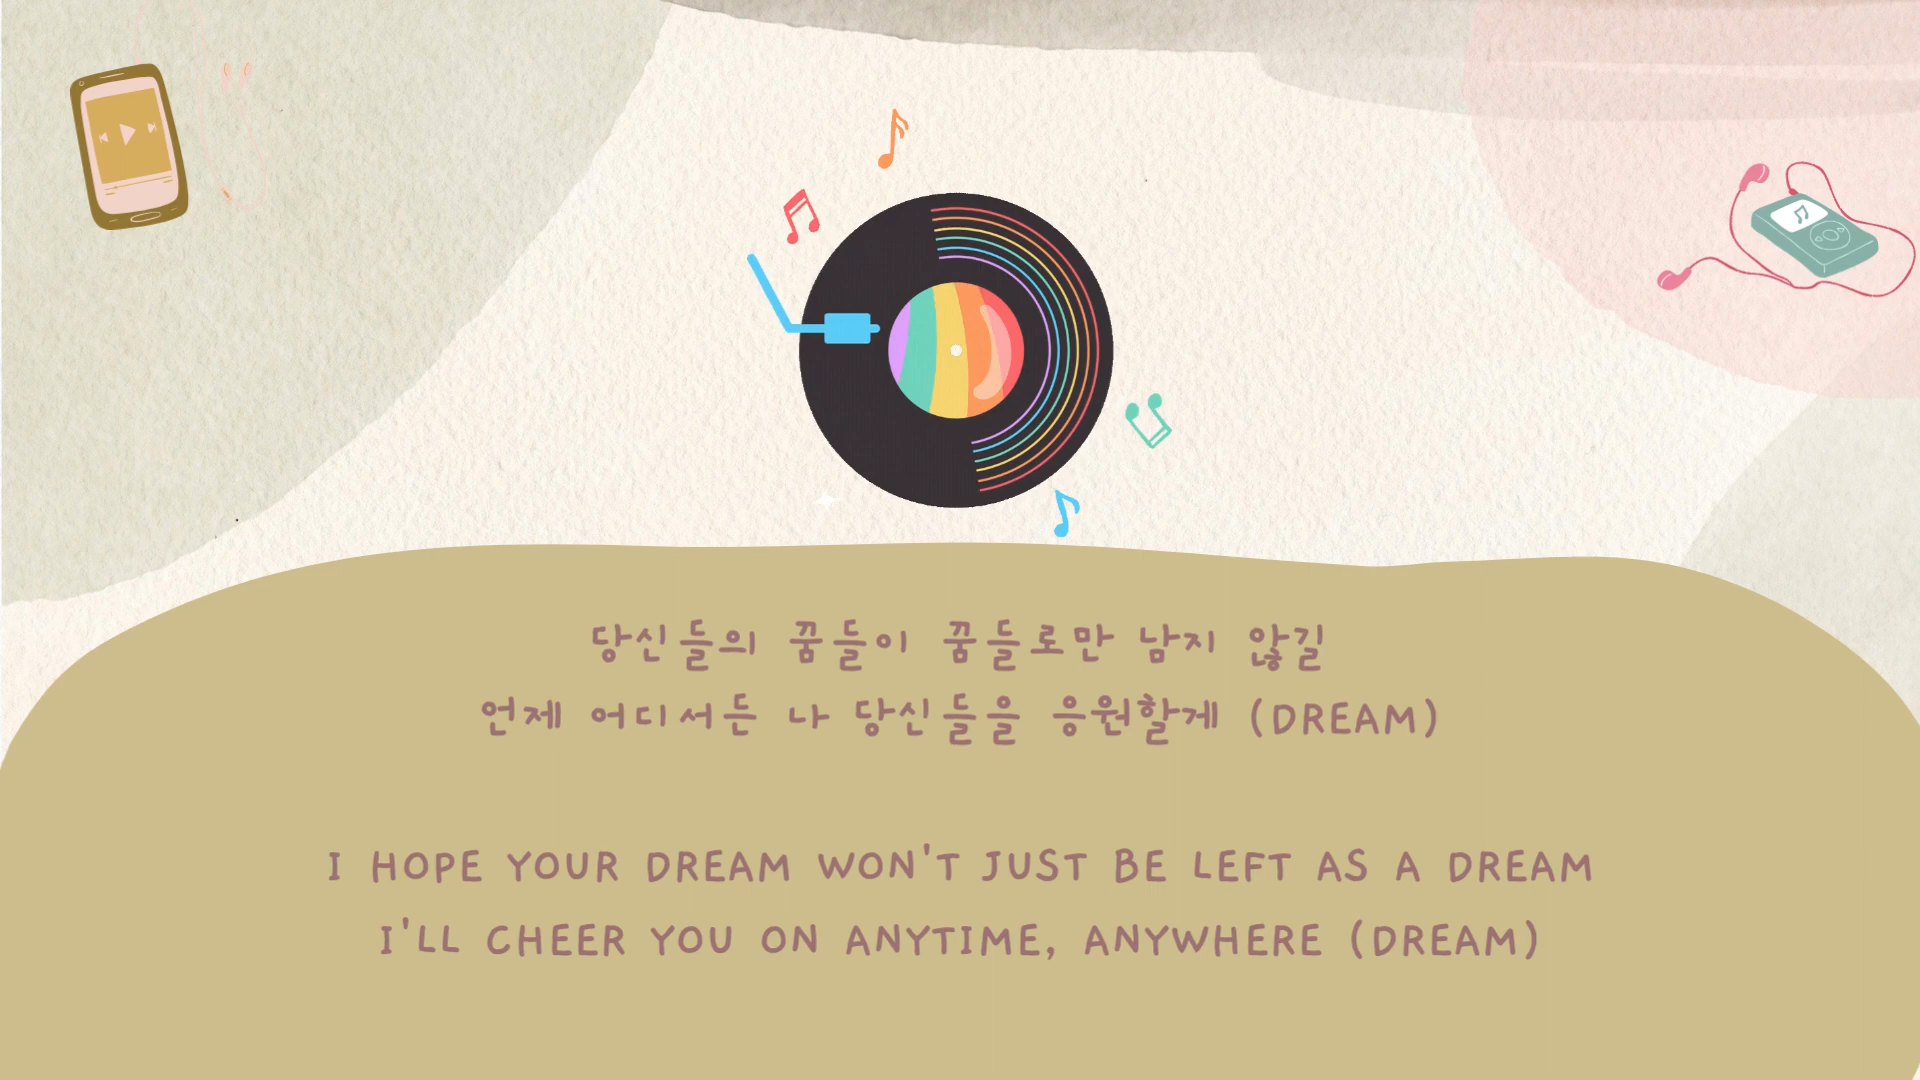 당신들의 꿈들이 꿈들로만 남지 않길
언제 어디서든 나 당신들을 응원할게 (DREAM)
I HOPE YOUR DREAM WON'T JUST BE LEFT AS A DREAM
I'LL CHEER YOU ON ANYTIME, ANYWHERE (DREAM)